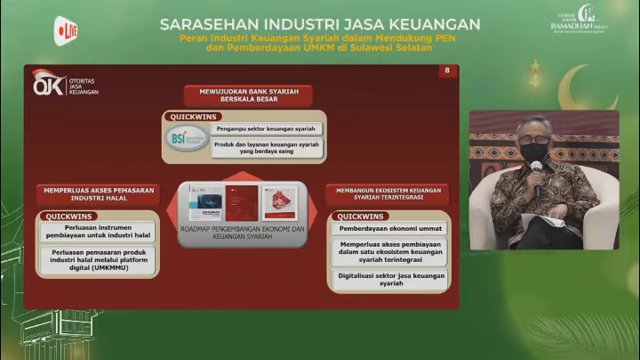 LIVE
SARASEHAN INDUSTRI JASA KEUANGAN
Peran Industri Keuangan Syariah dalam Mendukung PEN
dan Pemberdayaan UMKM di Sulawesi Selatan
RAMADHAN
8
OJK
OTORITAS
JASA
KEUANGAN
MEWUJUDKAN BANK SYARIAH
BERSKALA BESAR
QUICKWINS
BSI
Pengampu sektor keuangan syariah
Produk dan layanan keuangan syariah
yang berdaya saing
MEMPERLUAS AKSES PEMASARAN
INDUSTRI HALAL
QUICKWINS
Perluasan instrumen
pembiayaan untuk industri halal
Perluasan pemasaran produk
industri halal melalui platform
digital (UMKMMU)
ROADMAP PENGEMBANGAN EKONOMI DAN
KEUANGAN SYARIAH
MEMBANGUN EKOSISTEM KEUANGAN
SYARIAH TERINTEGRASI
QUICKWINS
Pemberdayaan ekonomi ummat
Memperluas akses pembiayaan
dalam satu ekosistem keuangan
syariah terintegrasi
Digitalisasi sektor jasa keuangan
syariah